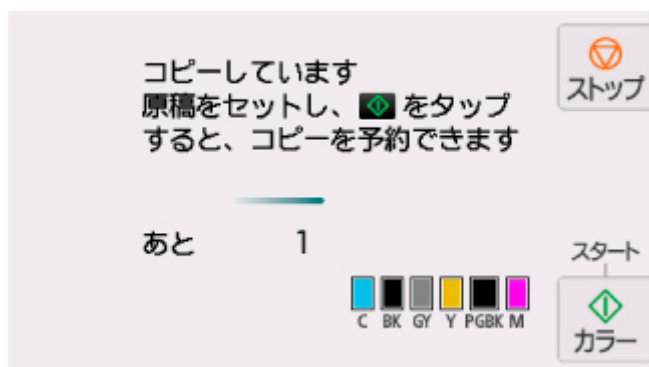 コピーしています
原稿をセットし、をタップ
すると、コピーを予約できます
ストップ
あと 1
スタート
C BK GY Y PGBK M
カラー